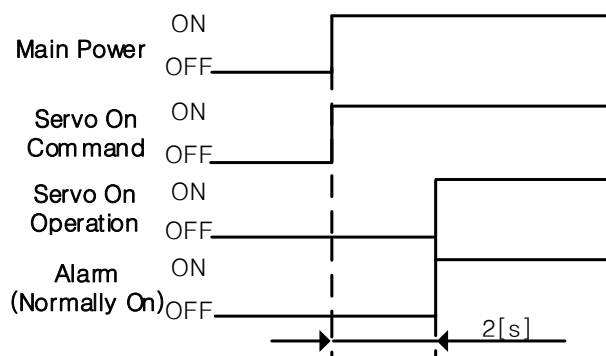 ON
Main Power
OFF
ON
Servo On
Command
OFF
ON
Servo On
Operation
OFF
ON
Alarm
(Normally On)
OFF
2[s]